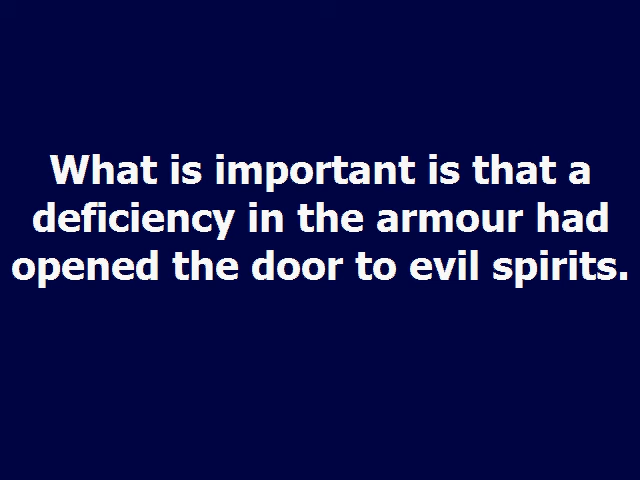 What is important is that a
deficiency in the armour had
opened the door to evil spirits.